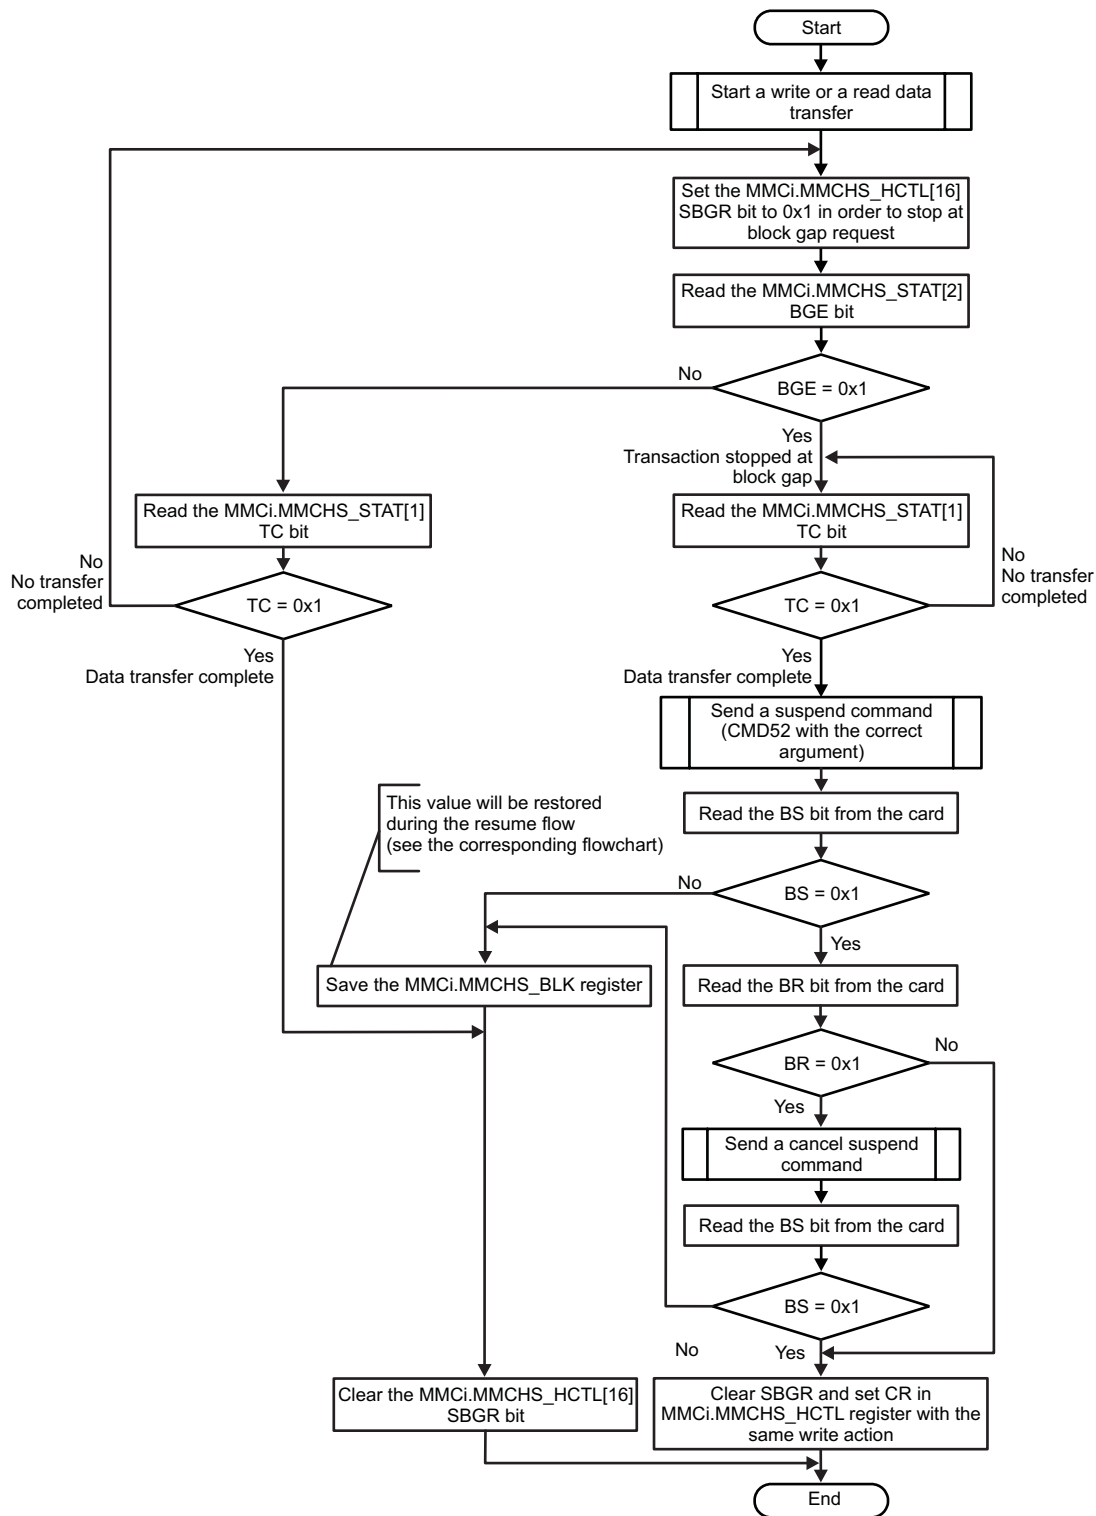 Start
Start a write or a read data
transfer
Set the MMCi.MMCHS_HCTL[16]
SBGR bit to 0x1 in order to stop at
block gap request
Read the MMCi.MMCHS_STAT[2]
BGE bit
No
BGE = 0x1
Yes
Transaction stopped at
block gap
Read the MMCi.MMCHS_STAT[1]
TC bit
Read the MMCi.MMCHS_STAT[1]
TC bit
No
No transfer
completed
TC = 0x1
TC = 0x1
No
No transfer
completed
Yes
Data transfer complete
Yes
Data transfer complete
Send a suspend command
(CMD52 with the correct
argument)
This value will be restored
during the resume flow
(see the corresponding flowchart)
Read the BS bit from the card
No
BS = 0x1
Yes
Save the MMCi.MMCHS_BLK register
Read the BR bit from the card
BR = 0x1
No
Yes
Send a cancel suspend
command
Read the BS bit from the card
BS = 0x1
No
Yes
Clear the MMCi.MMCHS_HCTL[16]
SBGR bit
Clear SBGR and set CR in
MMCi.MMCHS_HCTL register with the
same write action
End